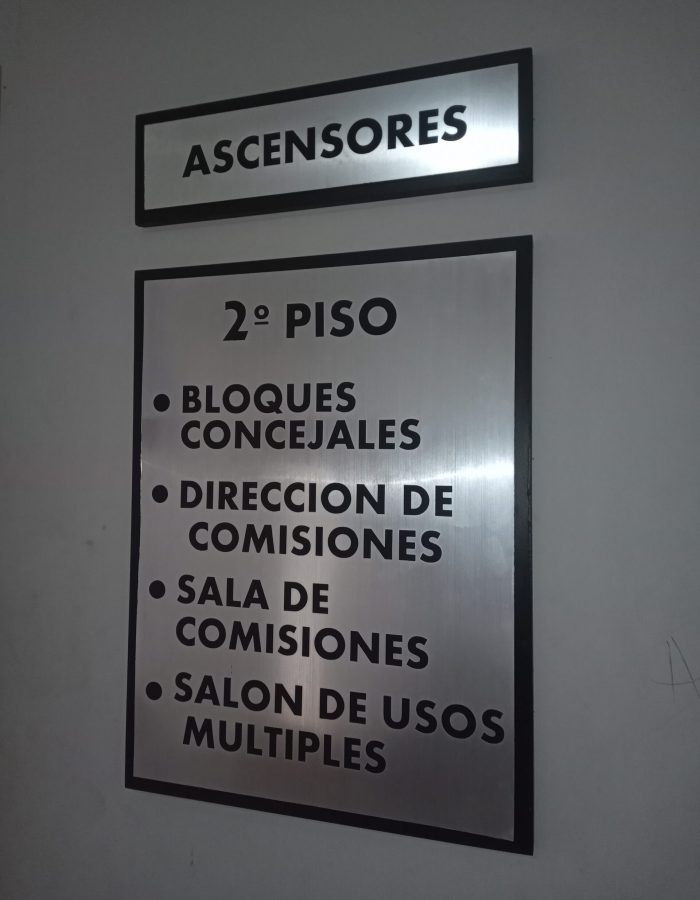 ASCENSORES
2º PISO
• BLOQUES
CONCEJALES
• DIRECCION DE
COMISIONES
• SALA DE
COMISIONES
• SALON DE USOS
MULTIPLES